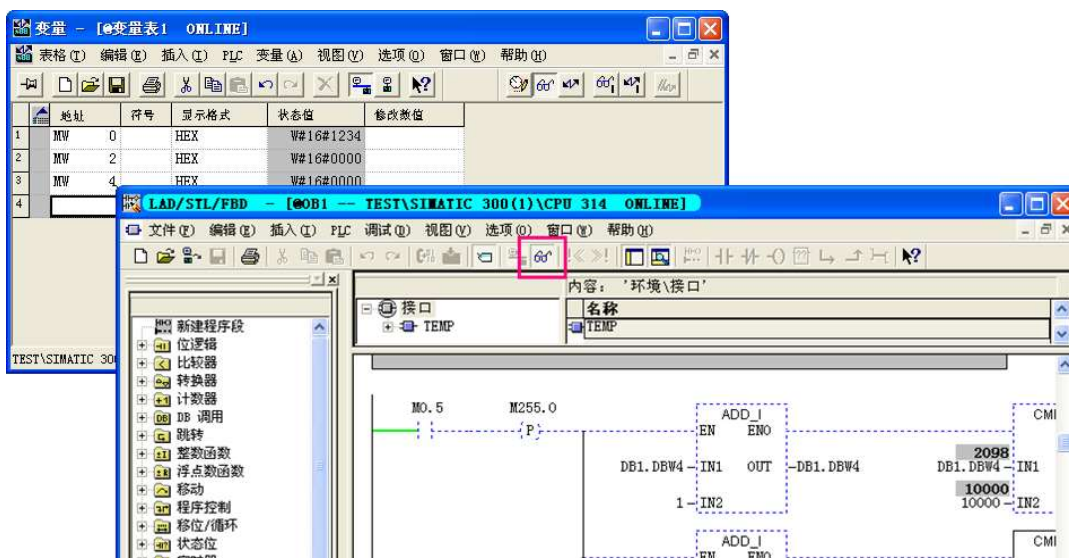 变量 - [@变量表1 ONLINE]
表格(T) 编辑(E) 插入(I) PLC 变量(A) 视图(V) 选项(O) 窗口(W) 帮助(H)
地址 符号 显示格式 状态值 修改数值
1 MW 0 HEX W#16#1234
2 MW 2 HEX W#16#0000
3 MW 4 HEX W#16#0000
4
TEST\SIMATIC 300
LAD/STL/FBD - [@OB1 -- TEST\SIMATIC 300(1)\CPU 314 ONLINE]
文件(F) 编辑(E) 插入(I) PLC 调试(D) 视图(V) 选项(O) 窗口(W) 帮助(H)
新建程序段
位逻辑
比较器
转换器
计数器
DB 调用
跳转
整数函数
浮点数函数
移动
程序控制
移位/循环
状态位
定时器
内容: '环境\接口'
接口
TEMP
名称
TEMP
M0.5 M255.0
P
ADD_I
EN ENO
DB1.DBW4 IN1 OUT DB1.DBW4
1 IN2
CM
2098
DB1.DBW4 IN1
10000
10000 IN2
ADD_I
EN ENO
CM